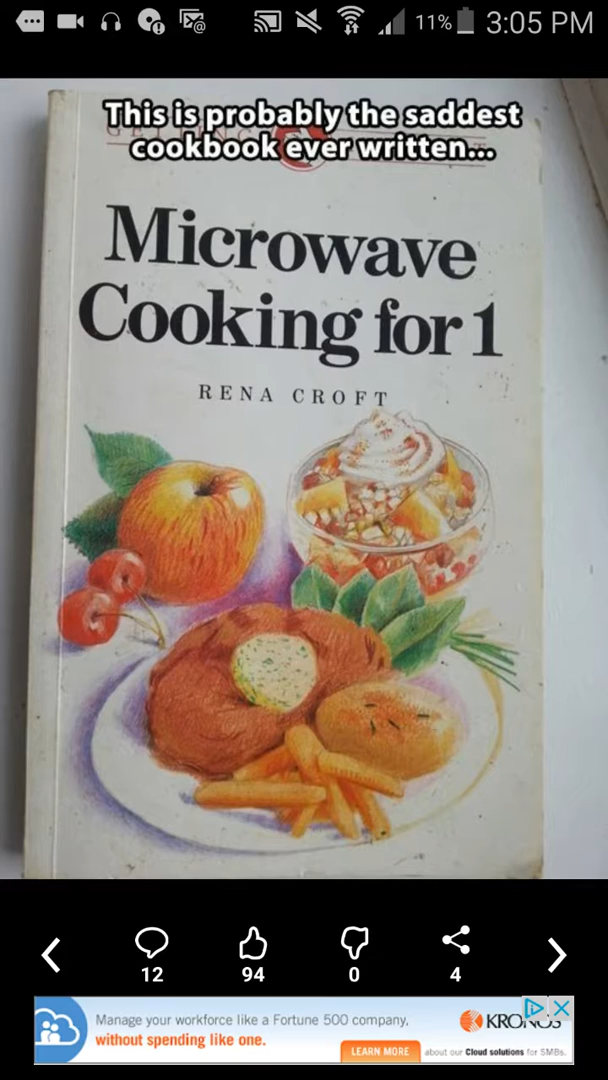 11% 3:05 PM
This is probably the saddest
cookbook ever written...
Microwave
Cooking for 1
RENA CROFT
12
94
0
4
Manage your workforce like a Fortune 500 company,
without spending like one.
KRONOS
LEARN MORE about our Cloud solutions for SMBs.